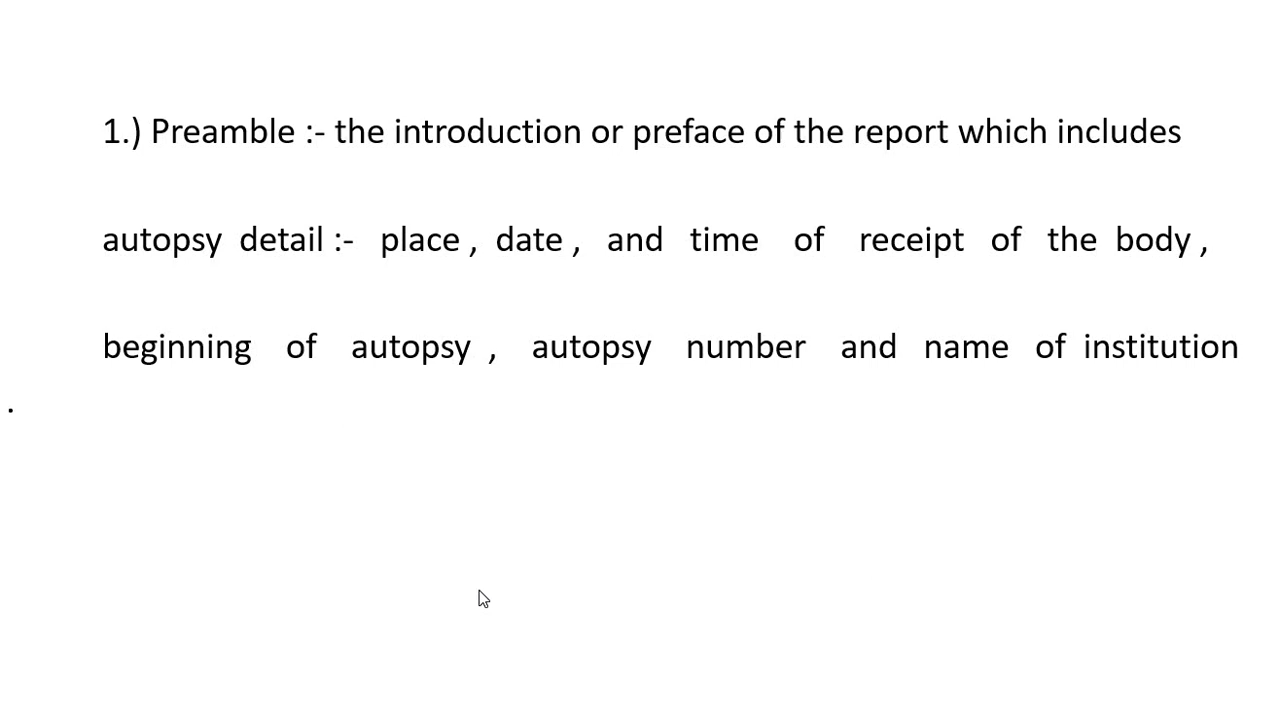 1.) Preamble :- the introduction or preface of the report which includes
autopsy detail :- place , date , and time of receipt of the body ,
beginning of autopsy , autopsy number and name of institution
.